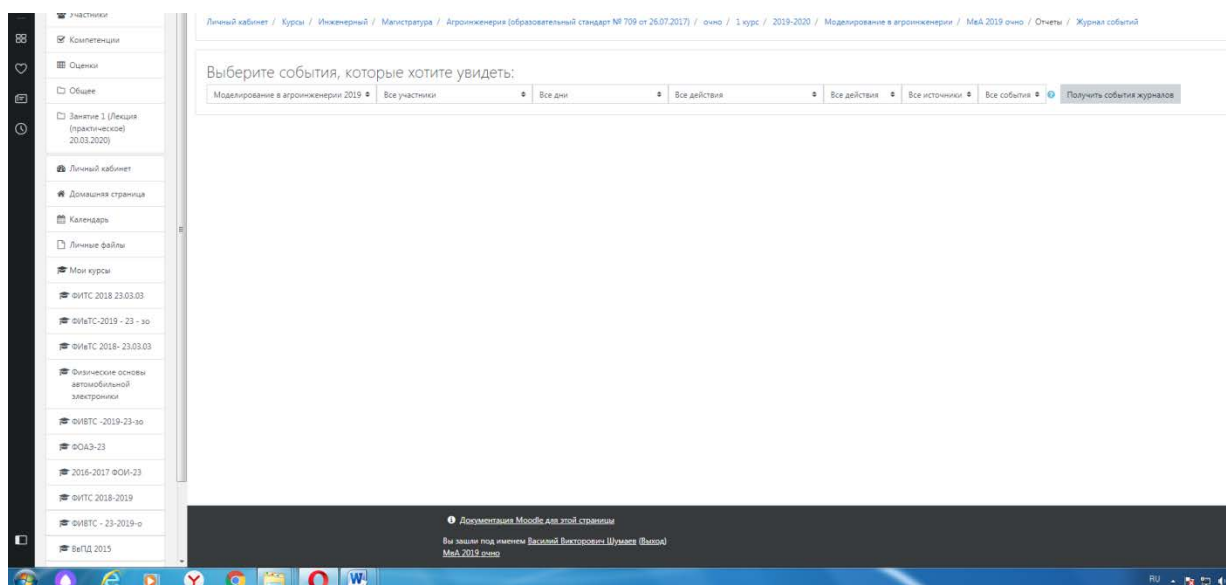 Участники
Компетенции
Оценки
Общее
Занятие 1 (Лекция
(практическое)
20.03.2020)
Личный кабинет
Домашняя страница
Календарь
Личные файлы
Мои курсы
ФИТС 2018 23.03.03
ФИвТС-2019 - 23 - зо
ФИвТС 2018- 23.03.03
Физические основы
автомобильной
электроники
ФИВТС -2019-23-зо
ФОАЭ-23
2016-2017 ФОИ-23
ФИТС 2018-2019
ФИВТС - 23-2019-о
ВвПД 2015
Личный кабинет / Курсы / Инженерный / Магистратура / Агроинженерия (образовательный стандарт № 709 от 26.07.2017) / очно / 1 курс / 2019-2020 / Моделирование в агроинженерии / МвА 2019 очно / Отчеты / Журнал событий
Выберите события, которые хотите увидеть:
Моделирование в агроинженерии 2019 Все участники Все дни Все действия Все действия Все источники Все события Получить события журналов
Документация Moodle для этой страницы
Вы зашли под именем Василий Викторович Шумаев (Выход)
МвА 2019 очно
RU